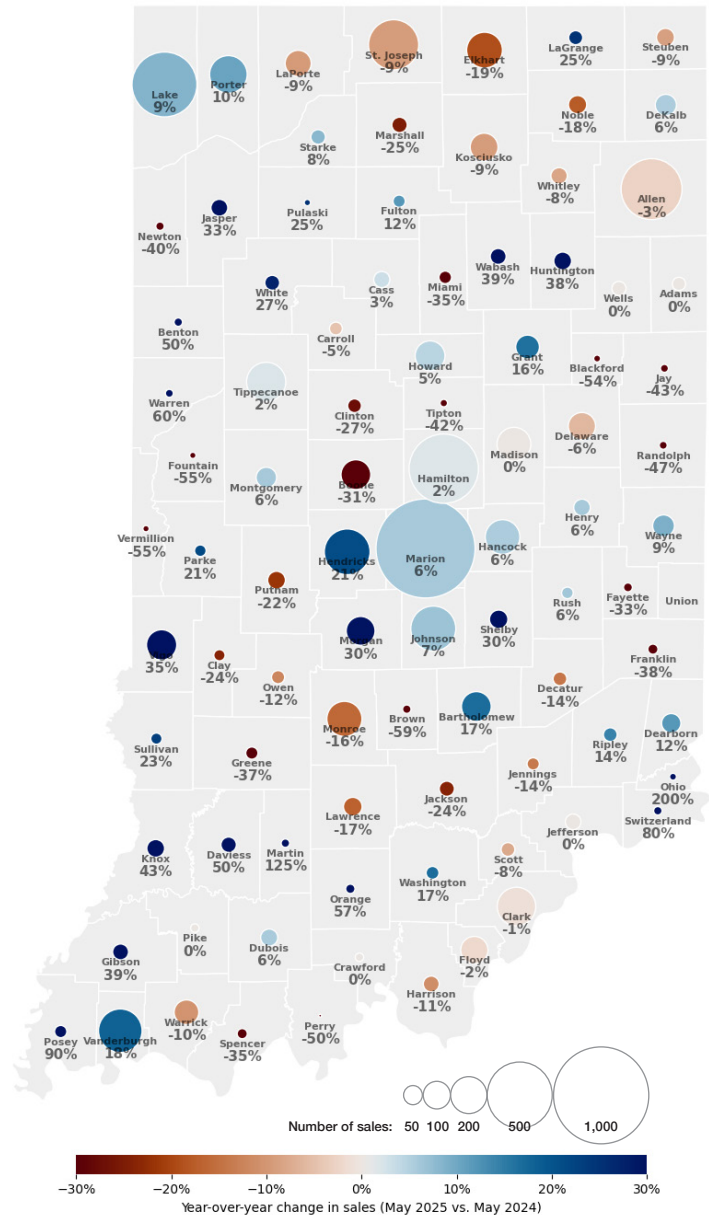 St. Joseph
-9%
Elkhart
-19%
LaGrange
25%
Steuben
-9%
Lake
9%
Porter
10%
LaPorte
-9%
Noble
-18%
DeKalb
6%
Starke
8%
Marshall
-25%
Kosciusko
-9%
Whitley
-8%
Allen
-3%
Newton
-40%
Jasper
33%
Pulaski
25%
Fulton
12%
White
27%
Cass
3%
Miami
-35%
Wabash
39%
Huntington
38%
Wells
0%
Adams
0%
Benton
50%
Carroll
-5%
Howard
5%
Grant
16%
Blackford
-54%
Jay
-43%
Warren
60%
Tippecanoe
2%
Clinton
-27%
Tipton
-42%
Madison
0%
Delaware
-6%
Randolph
-47%
Fountain
-55%
Montgomery
6%
Boone
-31%
Hamilton
2%
Vermillion
-55%
Parke
21%
Putnam
-22%
Hendricks
21%
Marion
6%
Hancock
6%
Henry
6%
Wayne
9%
Rush
6%
Fayette
-33%
Union
Vigo
35%
Clay
-24%
Owen
-12%
Morgan
30%
Johnson
7%
Shelby
30%
Franklin
-38%
Decatur
-14%
Sullivan
23%
Greene
-37%
Monroe
-16%
Brown
-59%
Bartholomew
17%
Jennings
-14%
Ripley
14%
Dearborn
12%
Ohio
200%
Switzerland
80%
Knox
43%
Daviess
50%
Martin
125%
Lawrence
-17%
Jackson
-24%
Jefferson
0%
Scott
-8%
Orange
57%
Washington
17%
Clark
-1%
Gibson
39%
Pike
0%
Dubois
6%
Crawford
0%
Floyd
-2%
Harrison
-11%
Posey
90%
Vanderburgh
18%
Warrick
-10%
Spencer
-35%
Perry
-50%
Number of sales: 50 100 200 500 1,000
−30% −20% −10% 0% 10% 20% 30%
Year-over-year change in sales (May 2025 vs. May 2024)